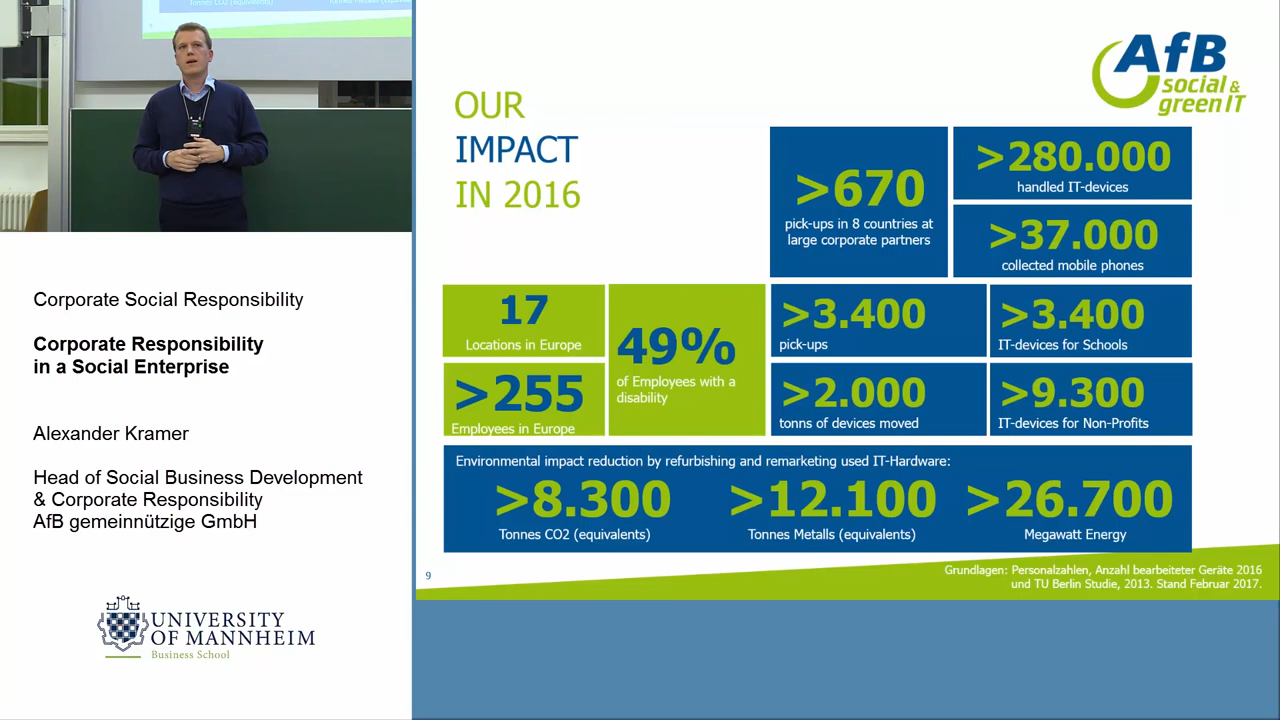 Tonnes CO2 (equivalents)
Corporate Social Responsibility
Corporate Responsibility
in a Social Enterprise
Alexander Kramer
Head of Social Business Development
& Corporate Responsibility
AfB gemeinnützige GmbH
UNIVERSITY
OF MANNHEIM
Business School
AfB
social &
green IT
OUR
IMPACT
IN 2016
>670
pick-ups in 8 countries at
large corporate partners
>280.000
handled IT-devices
>37.000
collected mobile phones
17
Locations in Europe
>255
Employees in Europe
49%
of Employees with a
disability
>3.400
pick-ups
>3.400
IT-devices for Schools
>2.000
tonns of devices moved
>9.300
IT-devices for Non-Profits
Environmental impact reduction by refurbishing and remarketing used IT-Hardware:
>8.300
Tonnes CO2 (equivalents)
>12.100
Tonnes Metalls (equivalents)
>26.700
Megawatt Energy
9
Grundlagen: Personalzahlen, Anzahl bearbeiteter Geräte 2016
und TU Berlin Studie, 2013. Stand Februar 2017.